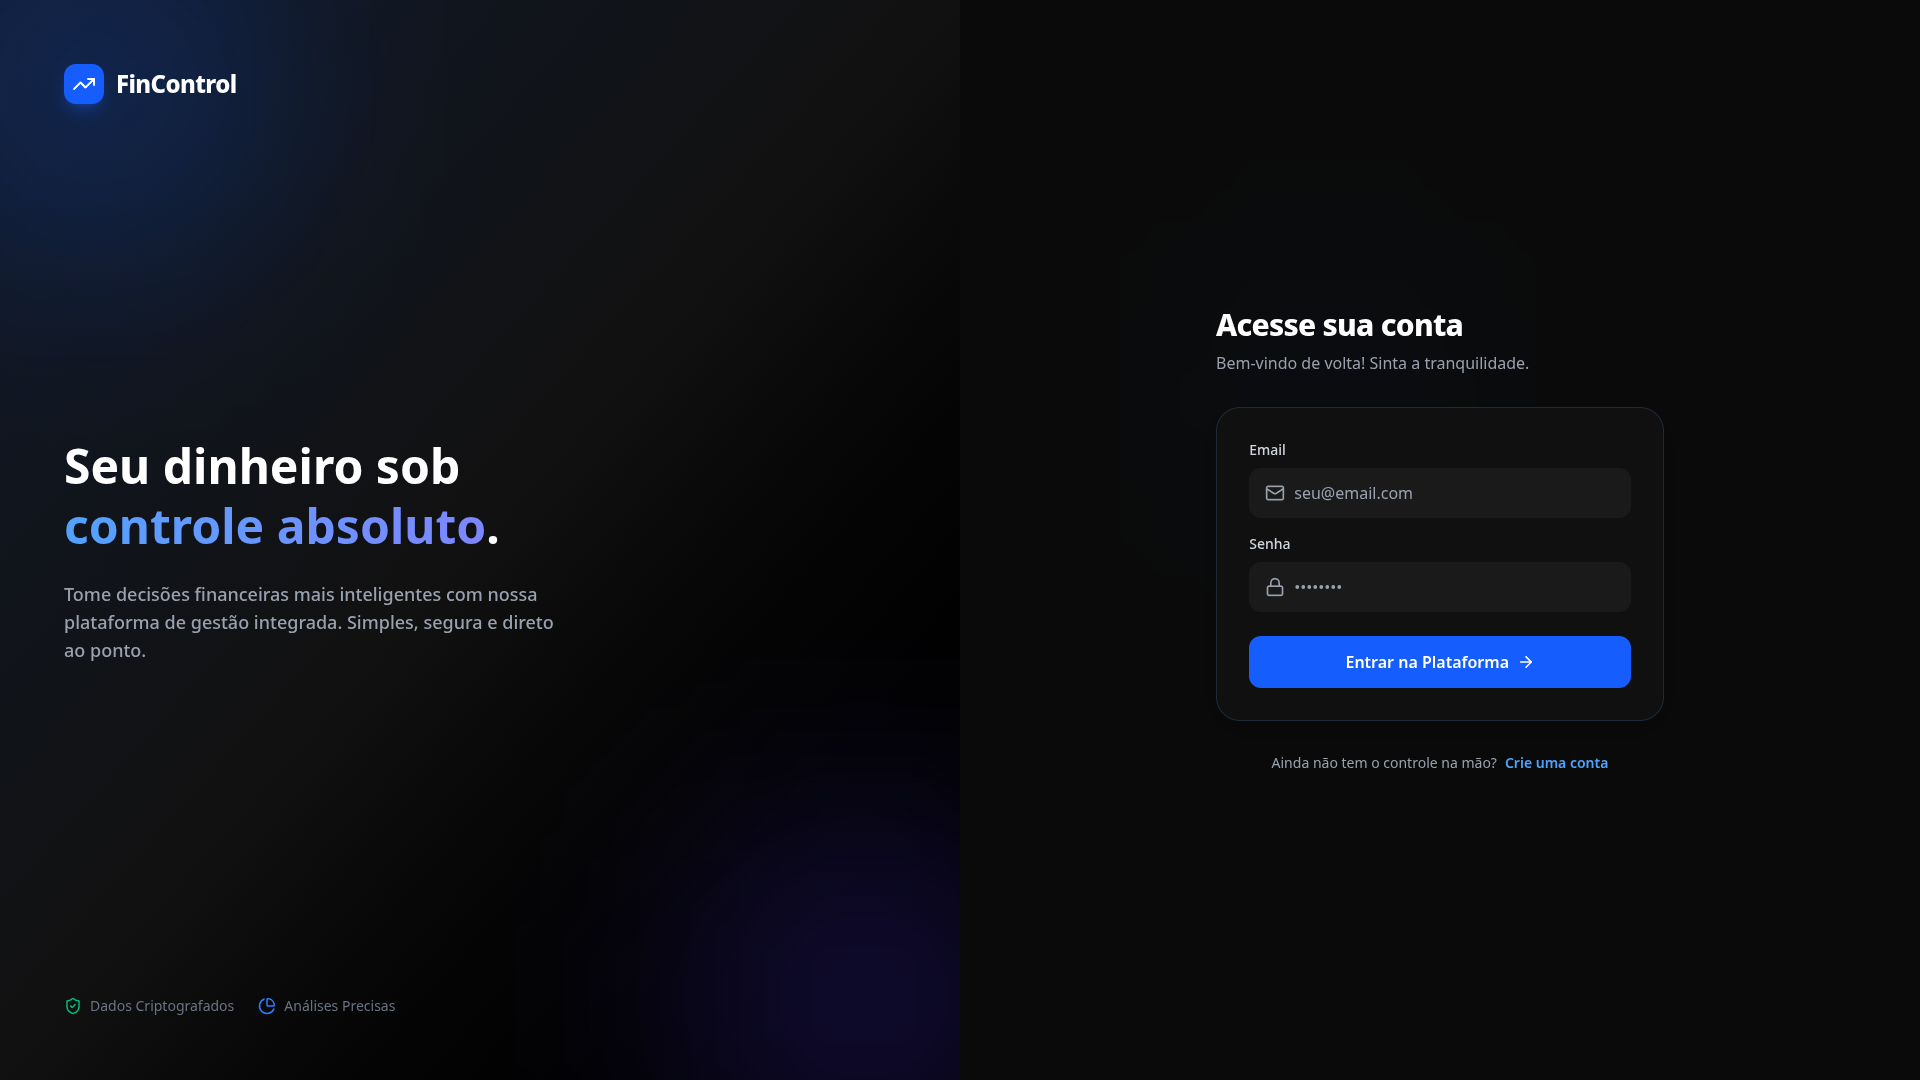 FinControl
Seu dinheiro sob
controle absoluto.
Tome decisões financeiras mais inteligentes com nossa
plataforma de gestão integrada. Simples, segura e direto
ao ponto.
Dados Criptografados
Análises Precisas
Acesse sua conta
Bem-vindo de volta! Sinta a tranquilidade.
Email
seu@email.com
Senha
••••••••
Entrar na Plataforma
Ainda não tem o controle na mão? Crie uma conta